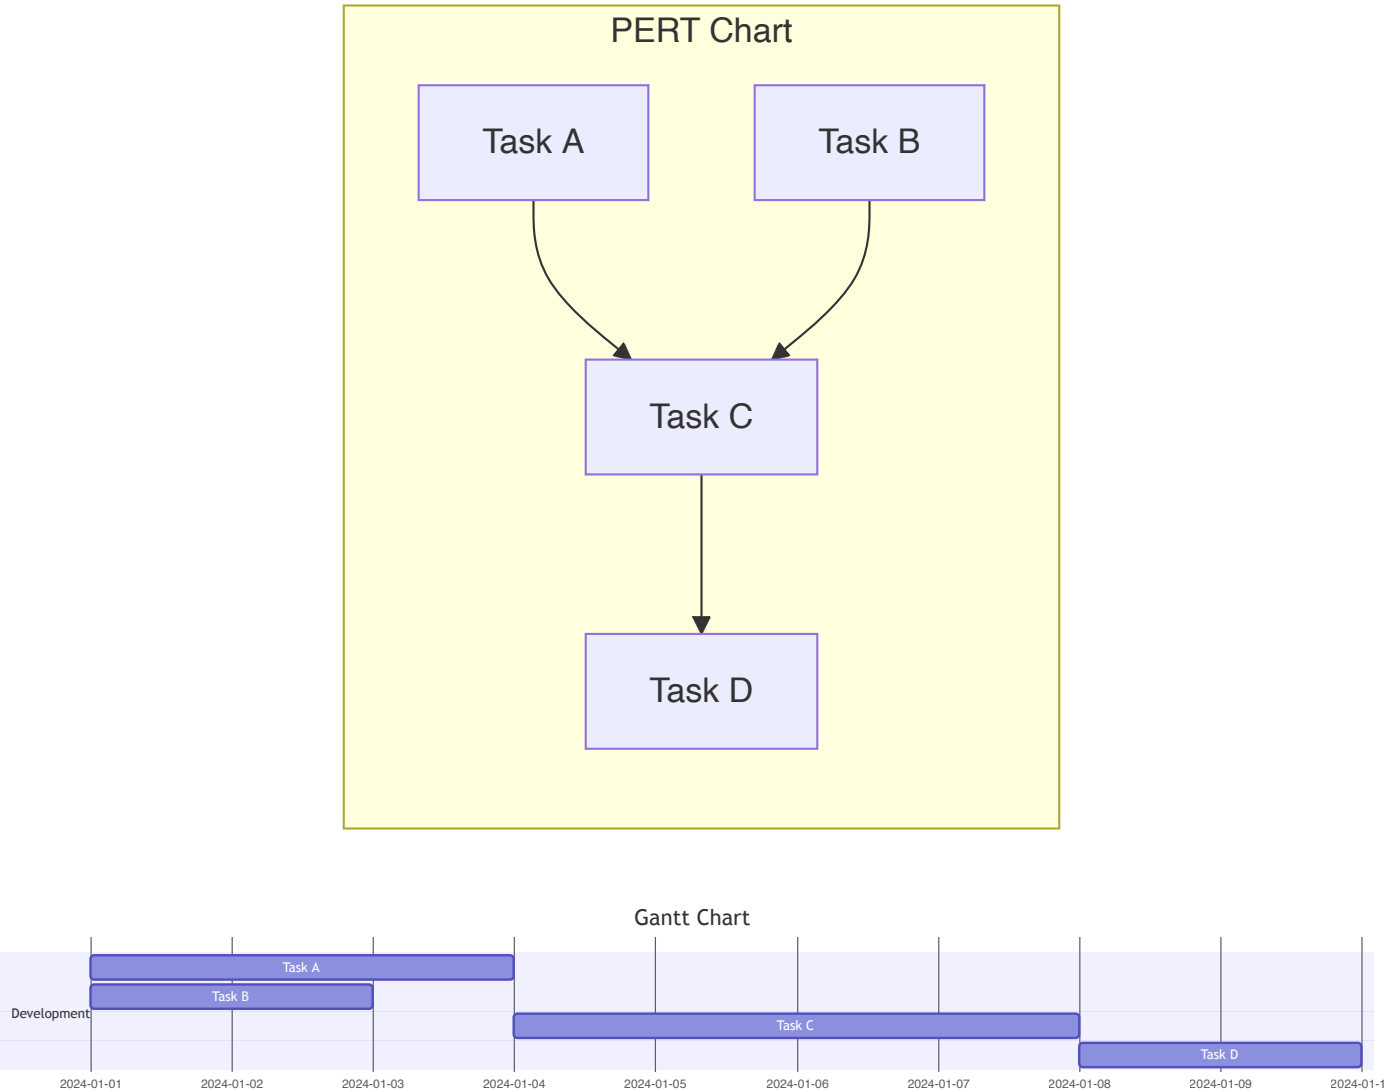 PERT Chart
Task A Task B
Task C
Task D
Gantt Chart
Task A
Task B
Development
Task C
Task D
2024-01-01 2024-01-02 2024-01-03 2024-01-04 2024-01-05 2024-01-06 2024-01-07 2024-01-08 2024-01-09